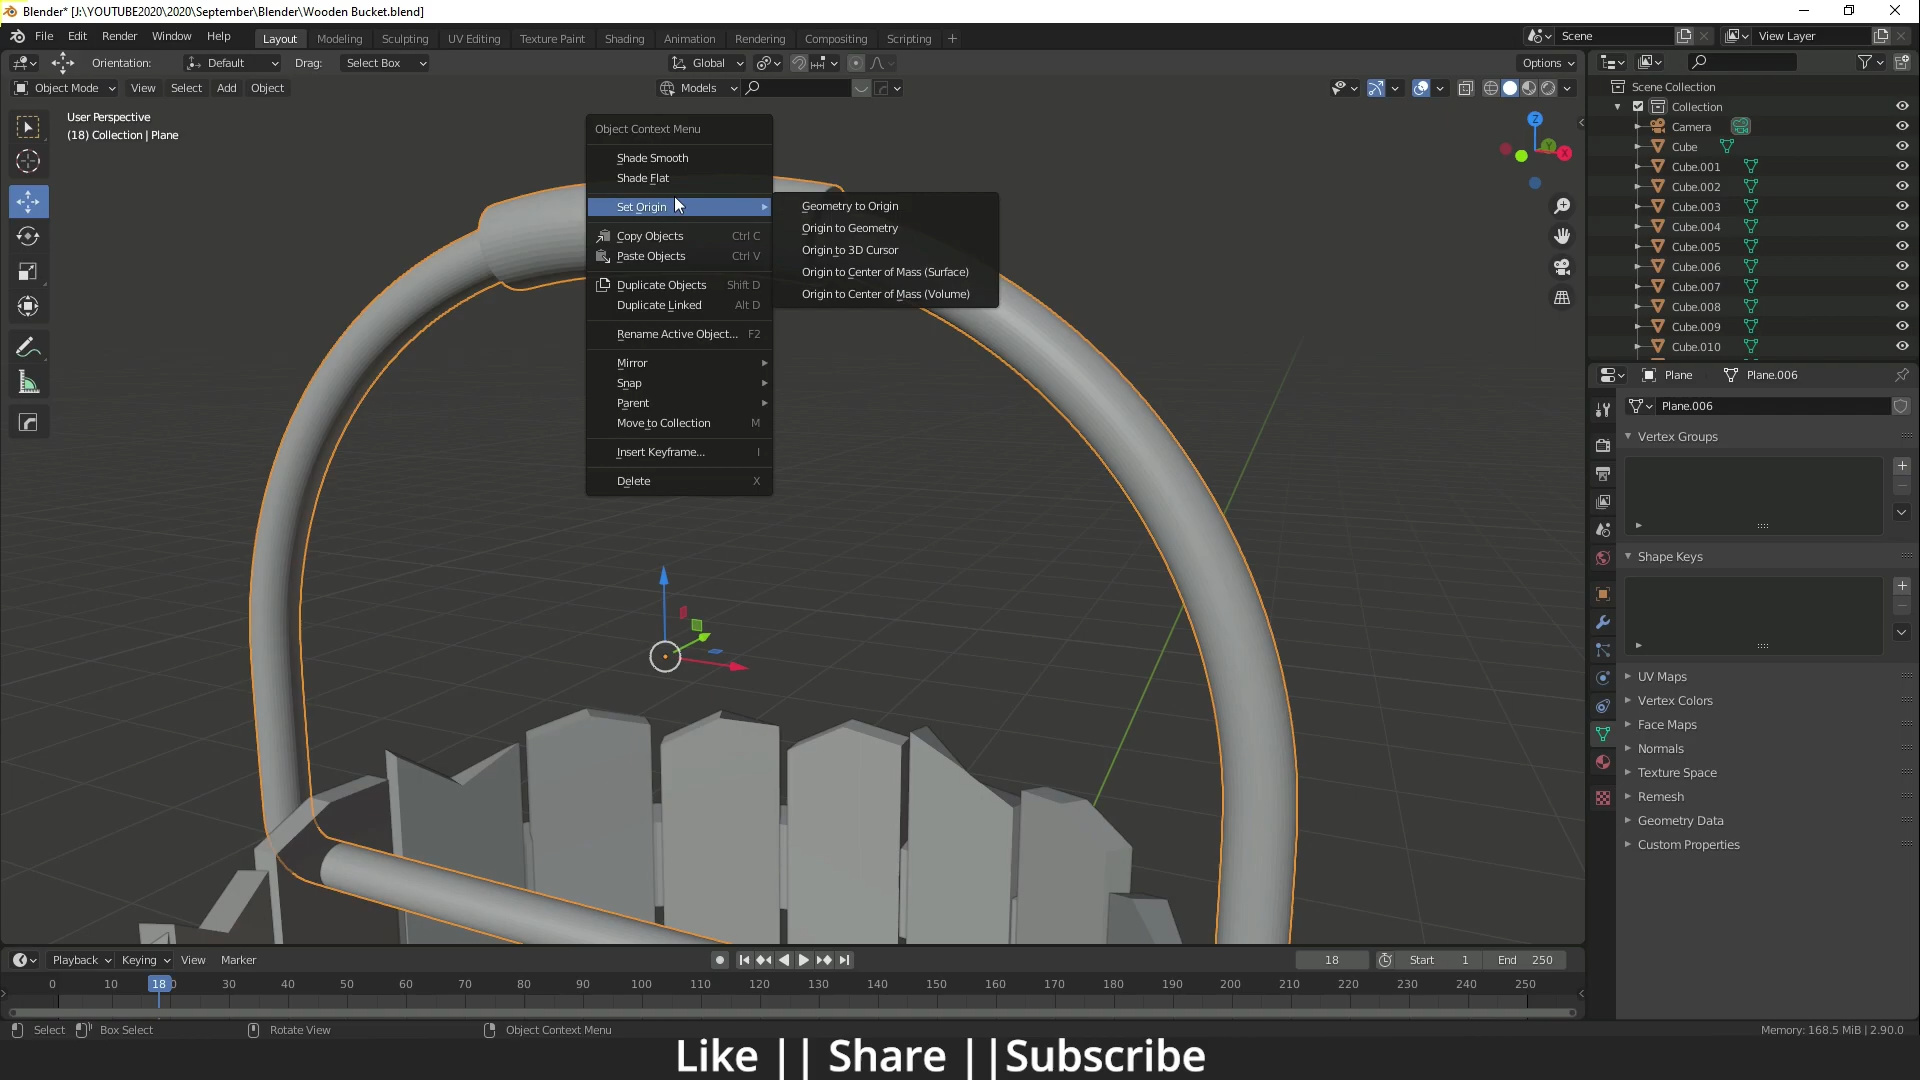 Blender* [J:\YOUTUBE2020\2020\September\Blender\Wooden Bucket.blend]
File Edit Render Window Help Layout Modeling Sculpting UV Editing Texture Paint Shading Animation Rendering Compositing Scripting + Scene View Layer
Orientation: Default Drag: Select Box Global Options
Object Mode View Select Add Object Models
User Perspective
(18) Collection | Plane
Object Context Menu
Shade Smooth
Shade Flat
Set Origin
Copy Objects Ctrl C
Paste Objects Ctrl V
Duplicate Objects Shift D
Duplicate Linked Alt D
Rename Active Object... F2
Mirror
Snap
Parent
Move to Collection M
Insert Keyframe... I
Delete X
Geometry to Origin
Origin to Geometry
Origin to 3D Cursor
Origin to Center of Mass (Surface)
Origin to Center of Mass (Volume)
Z
Y
X
Scene Collection
Collection
Camera
Cube
Cube.001
Cube.002
Cube.003
Cube.004
Cube.005
Cube.006
Cube.007
Cube.008
Cube.009
Cube.010
Plane Plane.006
Plane.006
Vertex Groups
Shape Keys
UV Maps
Vertex Colors
Face Maps
Normals
Texture Space
Remesh
Geometry Data
Custom Properties
Playback Keying View Marker 18 Start 1 End 250
0 10 18 30 40 50 60 70 80 90 100 110 120 130 140 150 160 170 180 190 200 210 220 230 240 250
Select Box Select Rotate View Object Context Menu Memory: 168.5 MiB | 2.90.0
Like || Share ||Subscribe